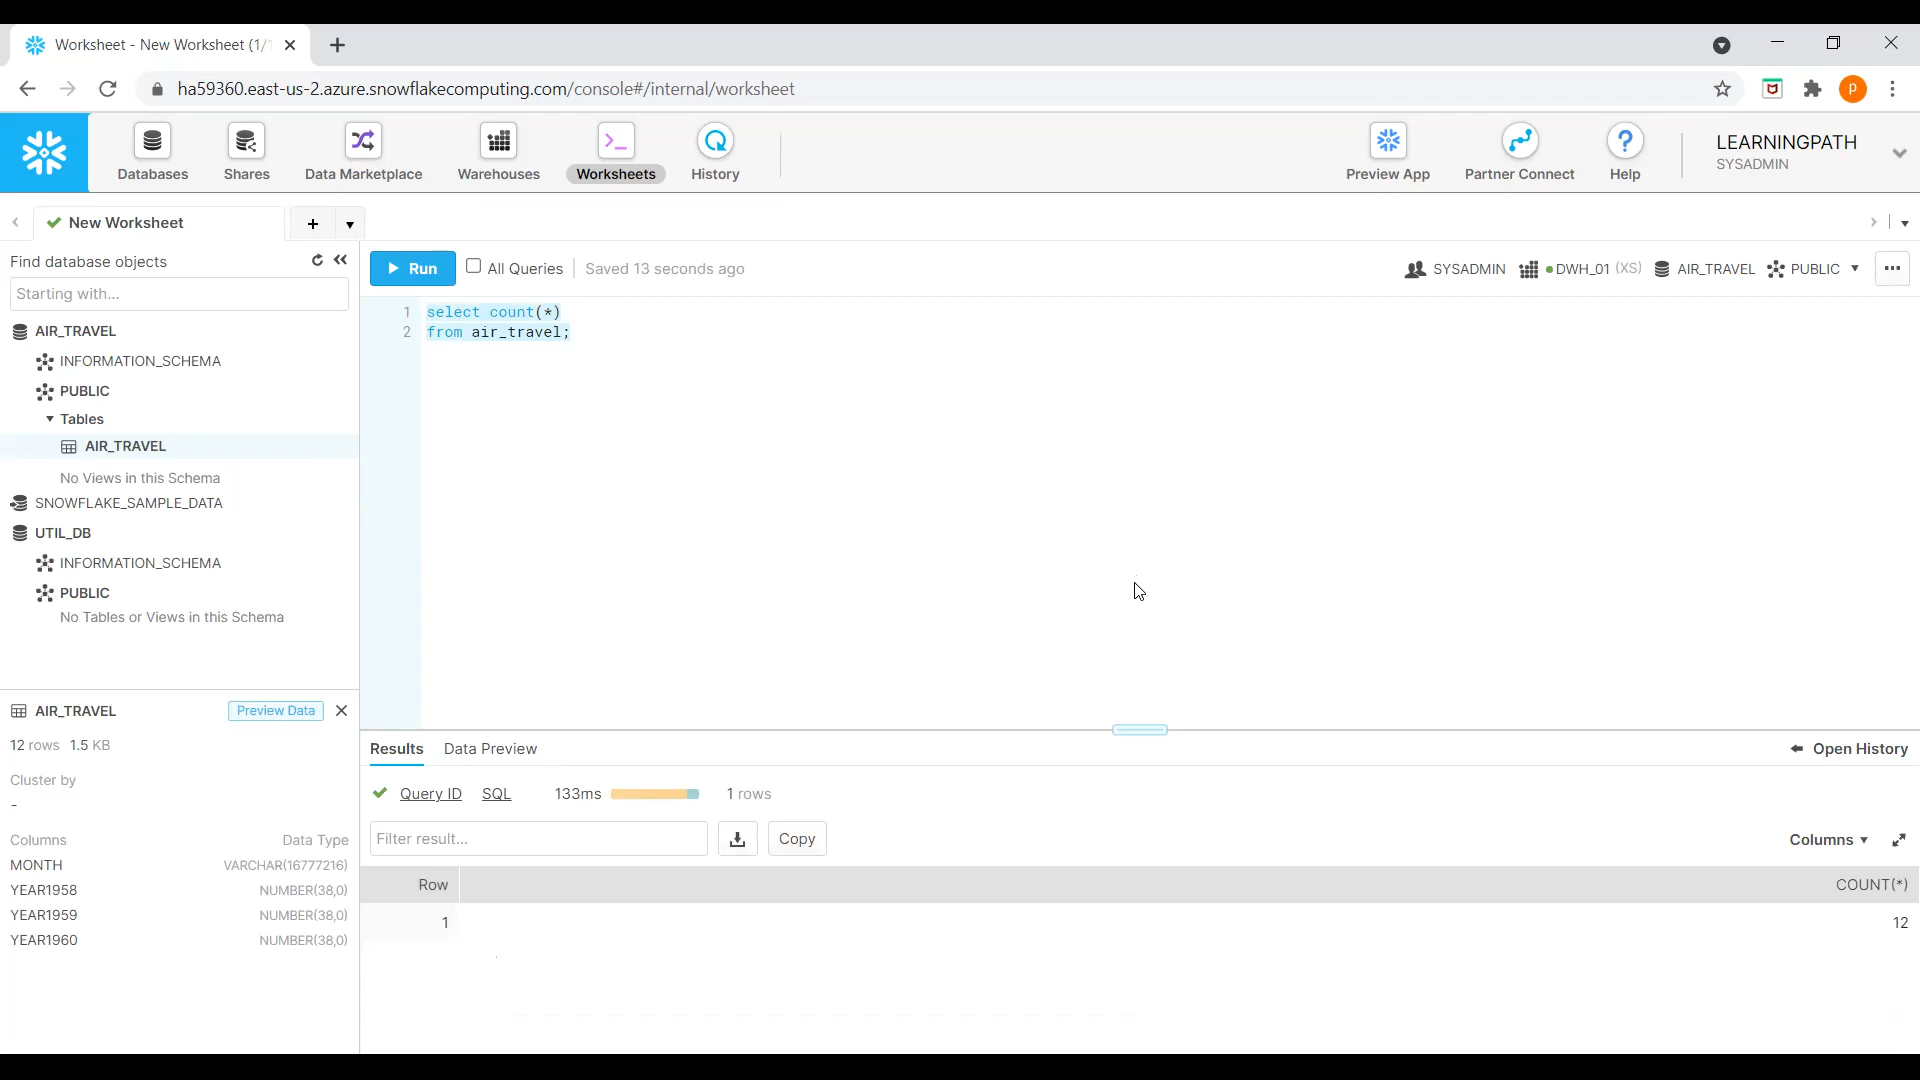 Worksheet - New Worksheet (1/
ha59360.east-us-2.azure.snowflakecomputing.com/console#/internal/worksheet
P
Databases
Shares
Data Marketplace
Warehouses
Worksheets
History
Preview App
Partner Connect
Help
LEARNINGPATH
SYSADMIN
New Worksheet
Find database objects
Starting with...
AIR_TRAVEL
INFORMATION_SCHEMA
PUBLIC
Tables
AIR_TRAVEL
No Views in this Schema
SNOWFLAKE_SAMPLE_DATA
UTIL_DB
INFORMATION_SCHEMA
PUBLIC
No Tables or Views in this Schema
AIR_TRAVEL Preview Data
12 rows 1.5 KB
Cluster by
-
Columns Data Type
MONTH VARCHAR(16777216)
YEAR1958 NUMBER(38,0)
YEAR1959 NUMBER(38,0)
YEAR1960 NUMBER(38,0)
Run All Queries Saved 13 seconds ago SYSADMIN DWH_01 (XS) AIR_TRAVEL PUBLIC
1 select count(*)
2 from air_travel;
Results Data Preview Open History
Query ID SQL 133ms 1 rows
Filter result... Copy Columns
Row COUNT(*)
1 12